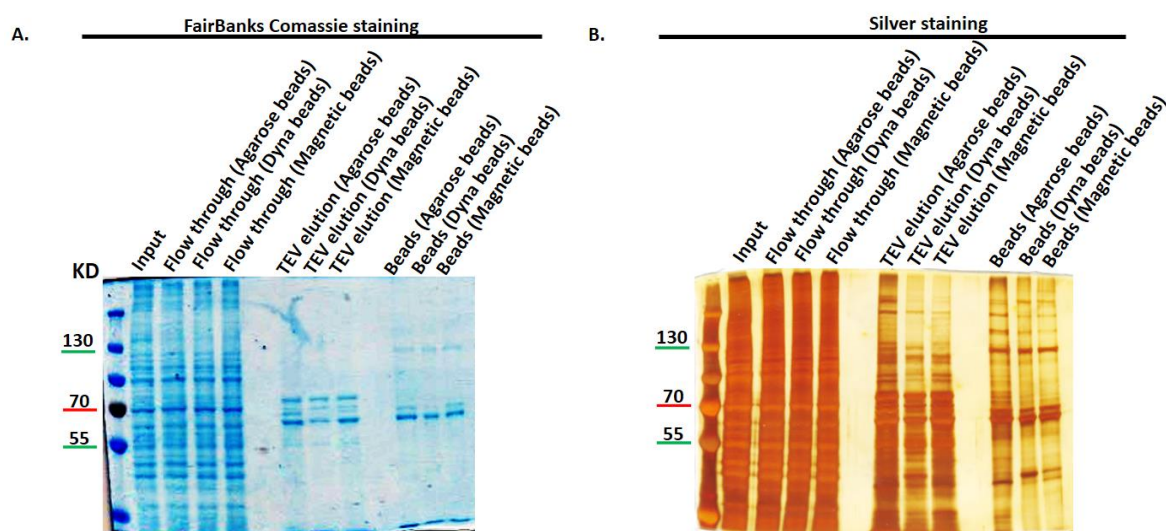 A.
FairBanks Comassie staining
Input
Flow through (Agarose beads)
Flow through (Dyna beads)
Flow through (Magnetic beads)
TEV elution (Agarose beads)
TEV elution (Dyna beads)
TEV elution (Magnetic beads)
Beads (Agarose beads)
Beads (Dyna beads)
Beads (Magnetic beads)
KD
130
70
55
B.
Silver staining
Input
Flow through (Agarose beads)
Flow through (Dyna beads)
Flow through (Magnetic beads)
TEV elution (Agarose beads)
TEV elution (Dyna beads)
TEV elution (Magnetic beads)
Beads (Agarose beads)
Beads (Dyna beads)
Beads (Magnetic beads)
130
70
55